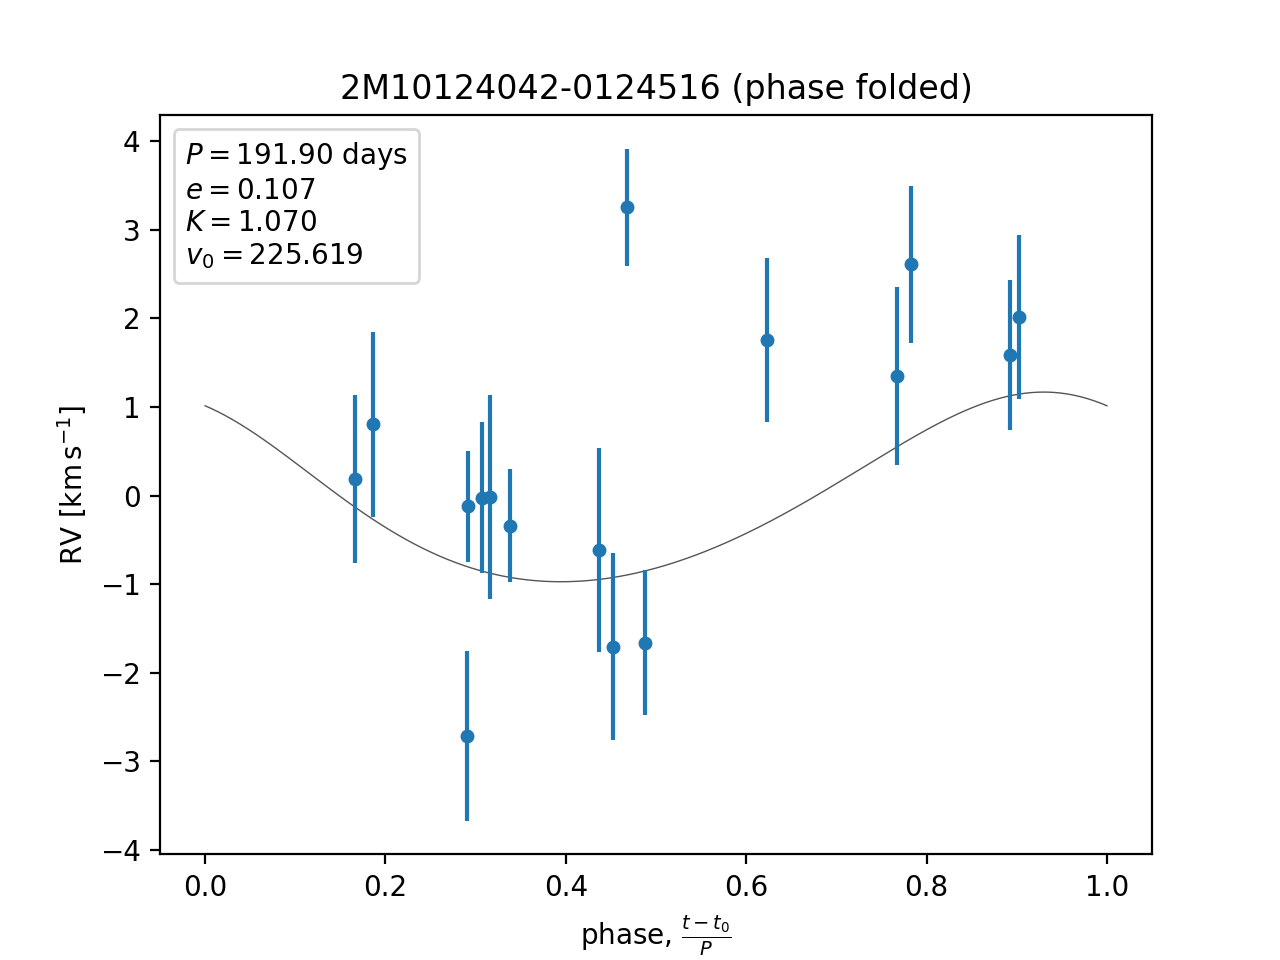 2M10124042-0124516 (phase folded)
P = 191.90 days
e = 0.107
K = 1.070
v₀ = 225.619
4
3
2
1
0
−1
−2
−3
−4
RV [km s⁻¹]
0.0 0.2 0.4 0.6 0.8 1.0
phase, (t − t₀)/P